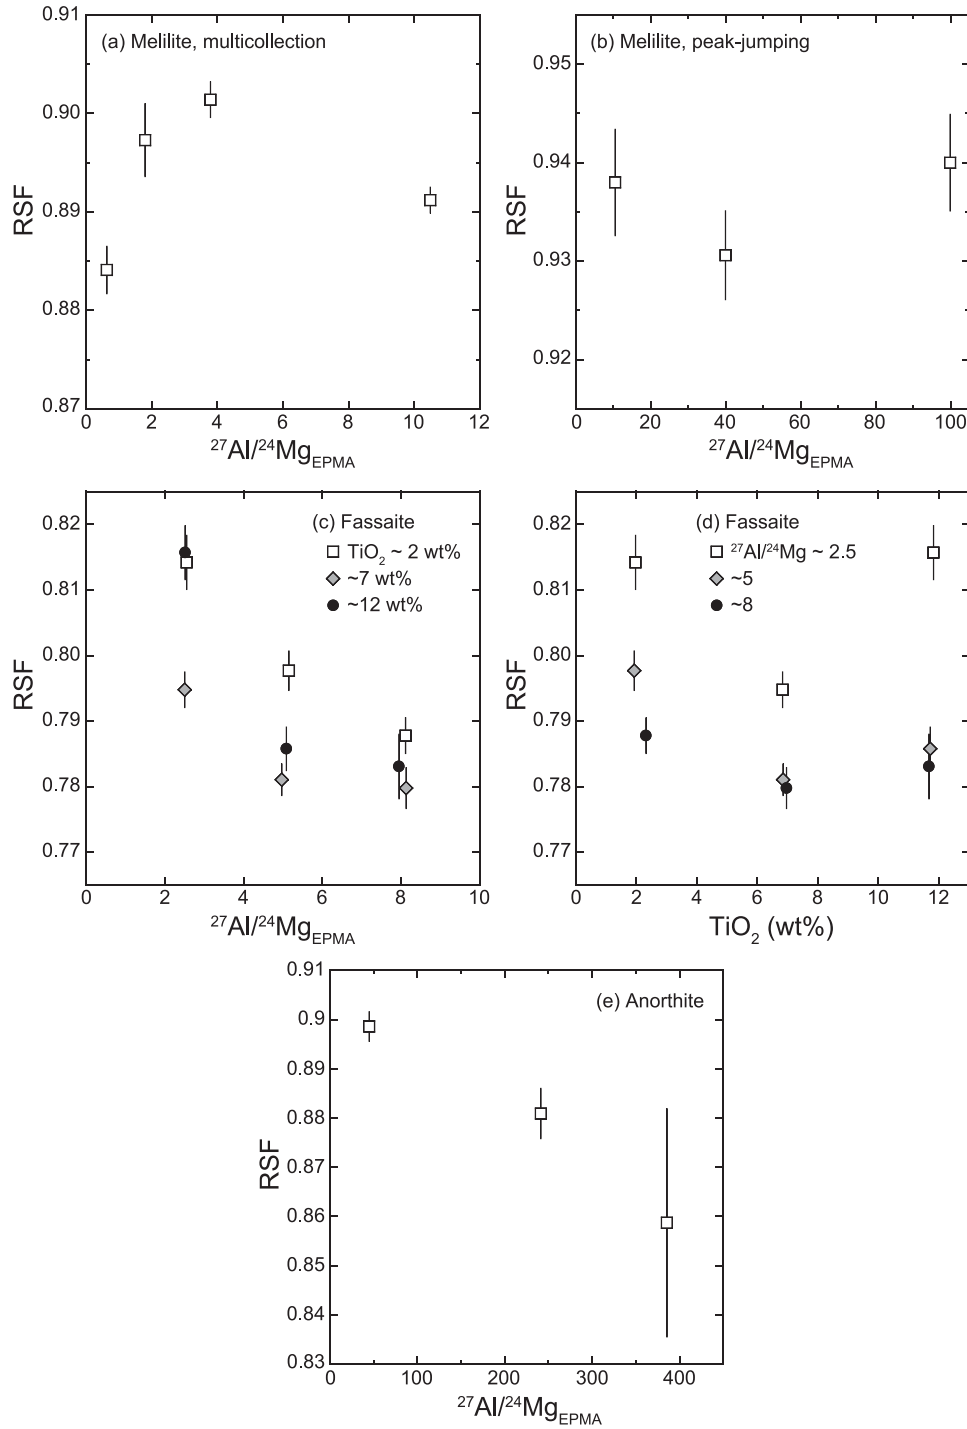 (a) Melilite, multicollection
RSF
0.91
0.90
0.89
0.88
0.87
0 2 4 6 8 10 12
²⁷Al/²⁴Mg_EPMA
(b) Melilite, peak-jumping
RSF
0.95
0.94
0.93
0.92
0 20 40 60 80 100
²⁷Al/²⁴Mg_EPMA
(c) Fassaite
TiO₂ ~ 2 wt%
~7 wt%
~12 wt%
RSF
0.82
0.81
0.80
0.79
0.78
0.77
0 2 4 6 8 10
²⁷Al/²⁴Mg_EPMA
(d) Fassaite
²⁷Al/²⁴Mg ~ 2.5
~5
~8
RSF
0.82
0.81
0.80
0.79
0.78
0.77
0 2 4 6 8 10 12
TiO₂ (wt%)
(e) Anorthite
RSF
0.91
0.9
0.89
0.88
0.87
0.86
0.85
0.84
0.83
0 100 200 300 400
²⁷Al/²⁴Mg_EPMA